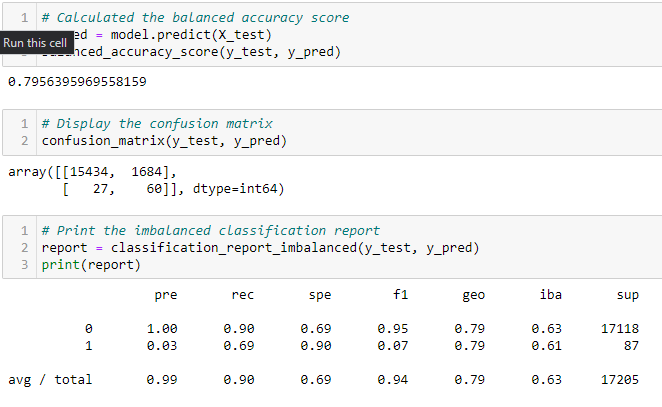 1 # Calculated the balanced accuracy score
Run this cell ed = model.predict(X_test)
anced_accuracy_score(y_test, y_pred)
0.7956395969558159
1 # Display the confusion matrix
2 confusion_matrix(y_test, y_pred)
array([[15434, 1684],
[ 27, 60]], dtype=int64)
1 # Print the imbalanced classification report
2 report = classification_report_imbalanced(y_test, y_pred)
3 print(report)
pre rec spe f1 geo iba sup
0 1.00 0.90 0.69 0.95 0.79 0.63 17118
1 0.03 0.69 0.90 0.07 0.79 0.61 87
avg / total 0.99 0.90 0.69 0.94 0.79 0.63 17205